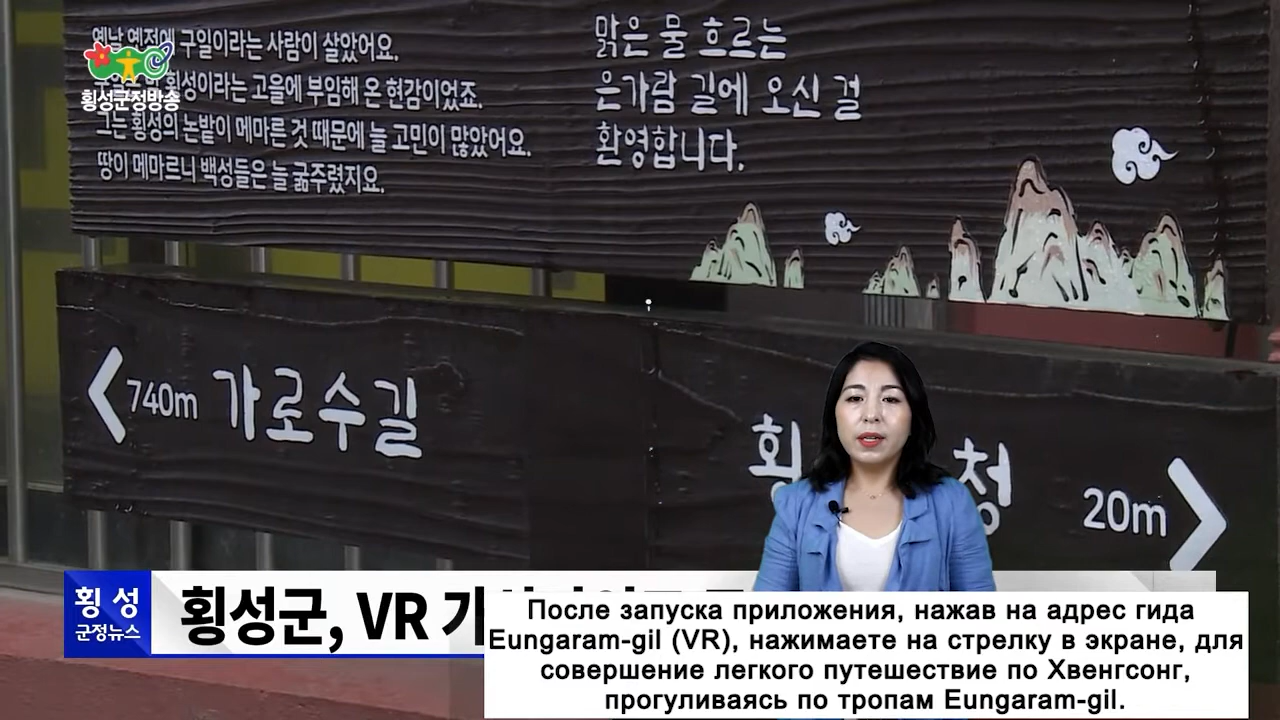 옛날 옛적에 구일이라는 사람이 살았어요.
횡성이라는 고을에 부임해 온 현감이었죠.
그는 횡성의 논밭이 메마른 것 때문에 늘 고민이 많았어요.
땅이 메마르니 백성들은 늘 굶주렸지요.
횡성군정방송
맑은 물 흐르는
은가람 길에 오신 걸
환영합니다.
740m 가로수길
횡 청 20m
횡성
군정뉴스
횡성군, VR
После запуска приложения, нажав на адрес гида
Eungaram-gil (VR), нажимаете на стрелку в экране, для
совершение легкого путешествие по Хвенгсонг,
прогуливаясь по тропам Eungaram-gil.